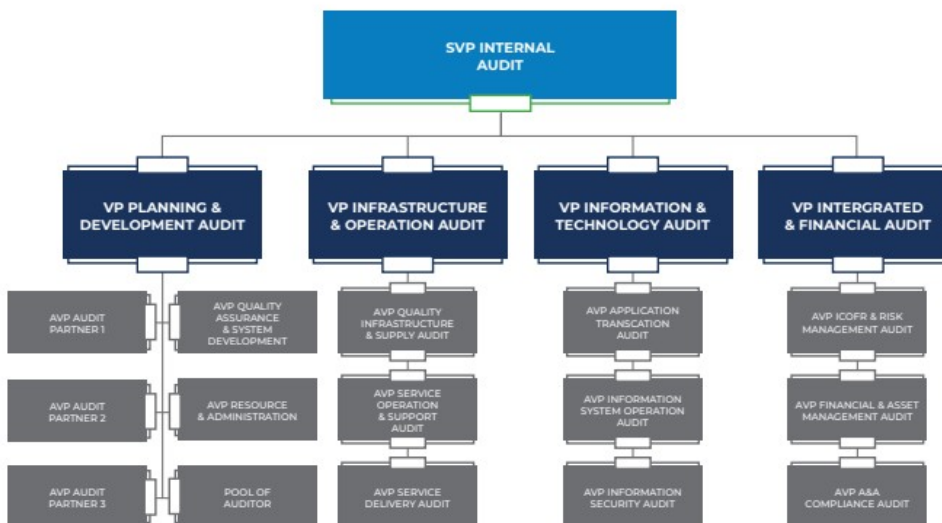 SVP INTERNAL
AUDIT
VP PLANNING &
DEVELOPMENT AUDIT
VP INFRASTRUCTURE
& OPERATION AUDIT
VP INFORMATION &
TECHNOLOGY AUDIT
VP INTERGRATED
& FINANCIAL AUDIT
AVP AUDIT
PARTNER 1
AVP QUALITY
ASSURANCE
& SYSTEM
DEVELOPMENT
AVP QUALITY
INFRASTRUCTURE
& SUPPLY AUDIT
AVP APPLICATION
TRANSCATION
AUDIT
AVP ICOFR & RISK
MANAGEMENT AUDIT
AVP AUDIT
PARTNER 2
AVP RESOURCE
& ADMINISTRATION
AVP SERVICE
OPERATION
& SUPPORT
AUDIT
AVP INFORMATION
SYSTEM OPERATION
AUDIT
AVP FINANCIAL & ASSET
MANAGEMENT AUDIT
AVP AUDIT
PARTNER 3
POOL OF
AUDITOR
AVP SERVICE
DELIVERY AUDIT
AVP INFORMATION
SECURITY AUDIT
AVP A&A
COMPLIANCE AUDIT